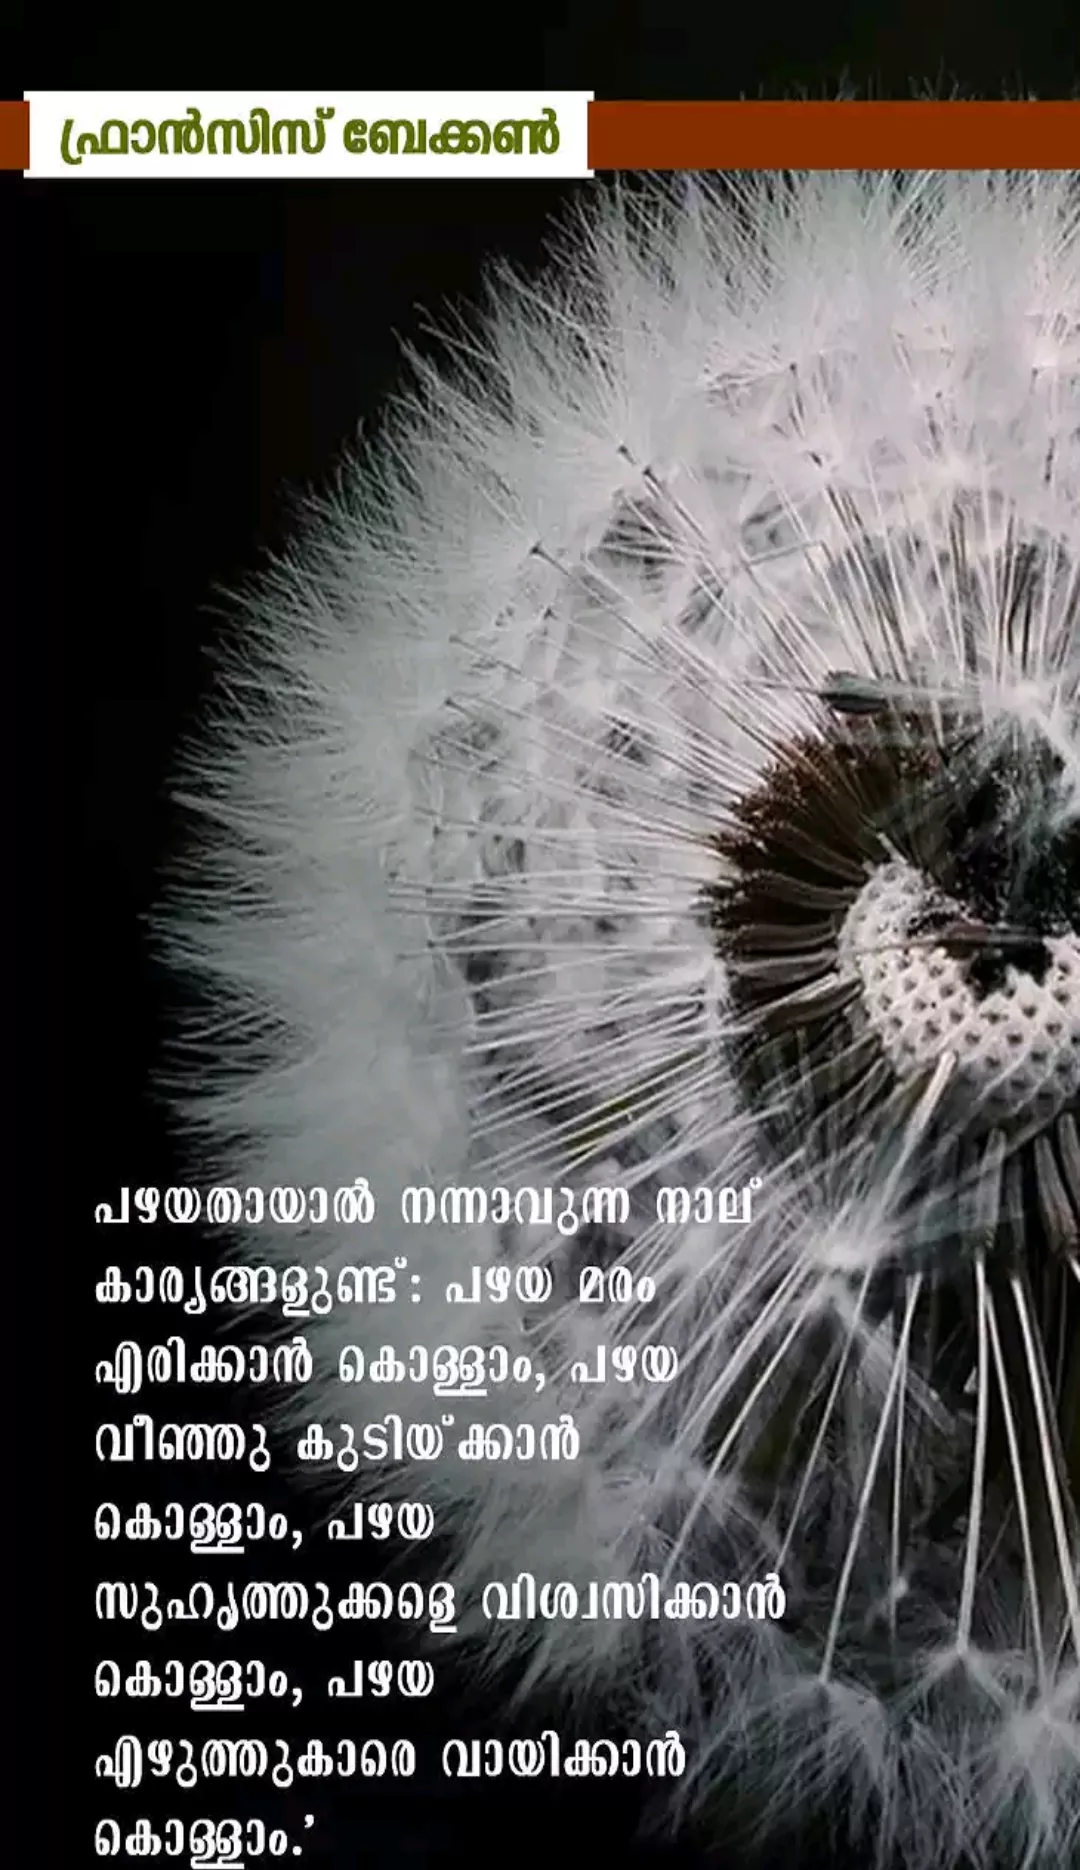 ഫ്രാൻസിസ് ബേക്കൺ
പഴയതായാൽ നന്നാവുന്ന നാല്
കാര്യങ്ങളുണ്ട്: പഴയ മരം
എരിക്കാൻ കൊള്ളാം, പഴയ
വീഞ്ഞു കുടിയ്ക്കാൻ
കൊള്ളാം, പഴയ
സുഹൃത്തുക്കളെ വിശ്വസിക്കാൻ
കൊള്ളാം, പഴയ
എഴുത്തുകാരെ വായിക്കാൻ
കൊള്ളാം.’